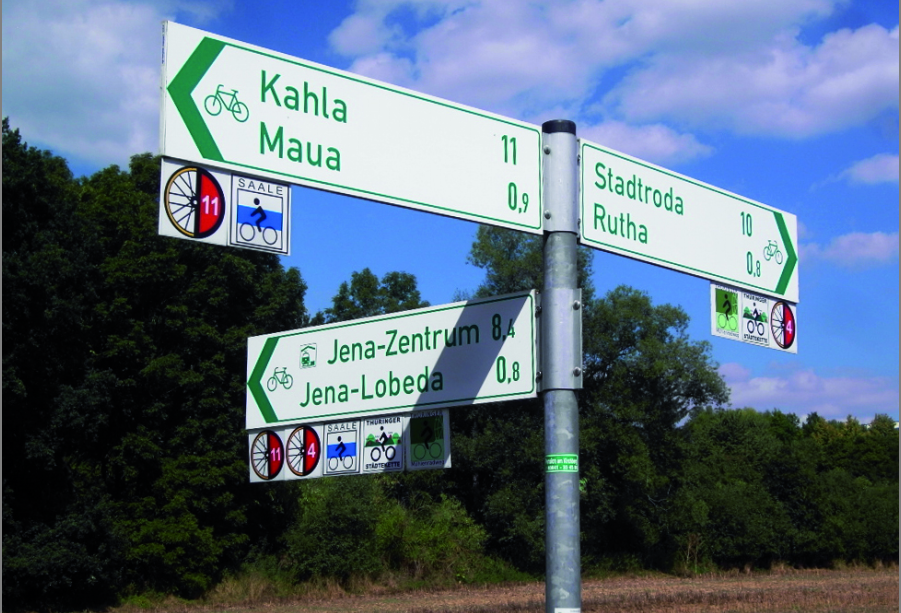 Kahla 11
Maua 0,9
11 SAALE
Stadtroda 10
Rutha 0,8
THÜRINGER
STÄDTEKETTE
4
Jena-Zentrum 8,4
Jena-Lobeda 0,8
11 4 SAALE THÜRINGER
STÄDTEKETTE